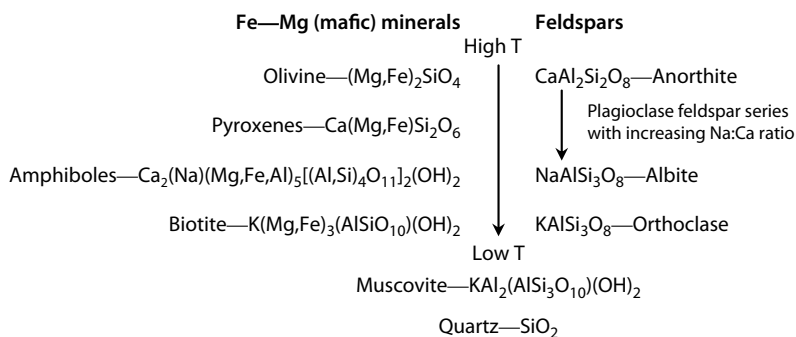 Fe—Mg (mafic) minerals Feldspars
High T
Olivine—(Mg,Fe)₂SiO₄ CaAl₂Si₂O₈—Anorthite
Plagioclase feldspar series
Pyroxenes—Ca(Mg,Fe)Si₂O₆
with increasing Na:Ca ratio
Amphiboles—Ca₂(Na)(Mg,Fe,Al)₅[(Al,Si)₄O₁₁]₂(OH)₂ NaAlSi₃O₈—Albite
Biotite—K(Mg,Fe)₃(AlSiO₁₀)(OH)₂ KAlSi₃O₈—Orthoclase
Low T
Muscovite—KAl₂(AlSi₃O₁₀)(OH)₂
Quartz—SiO₂